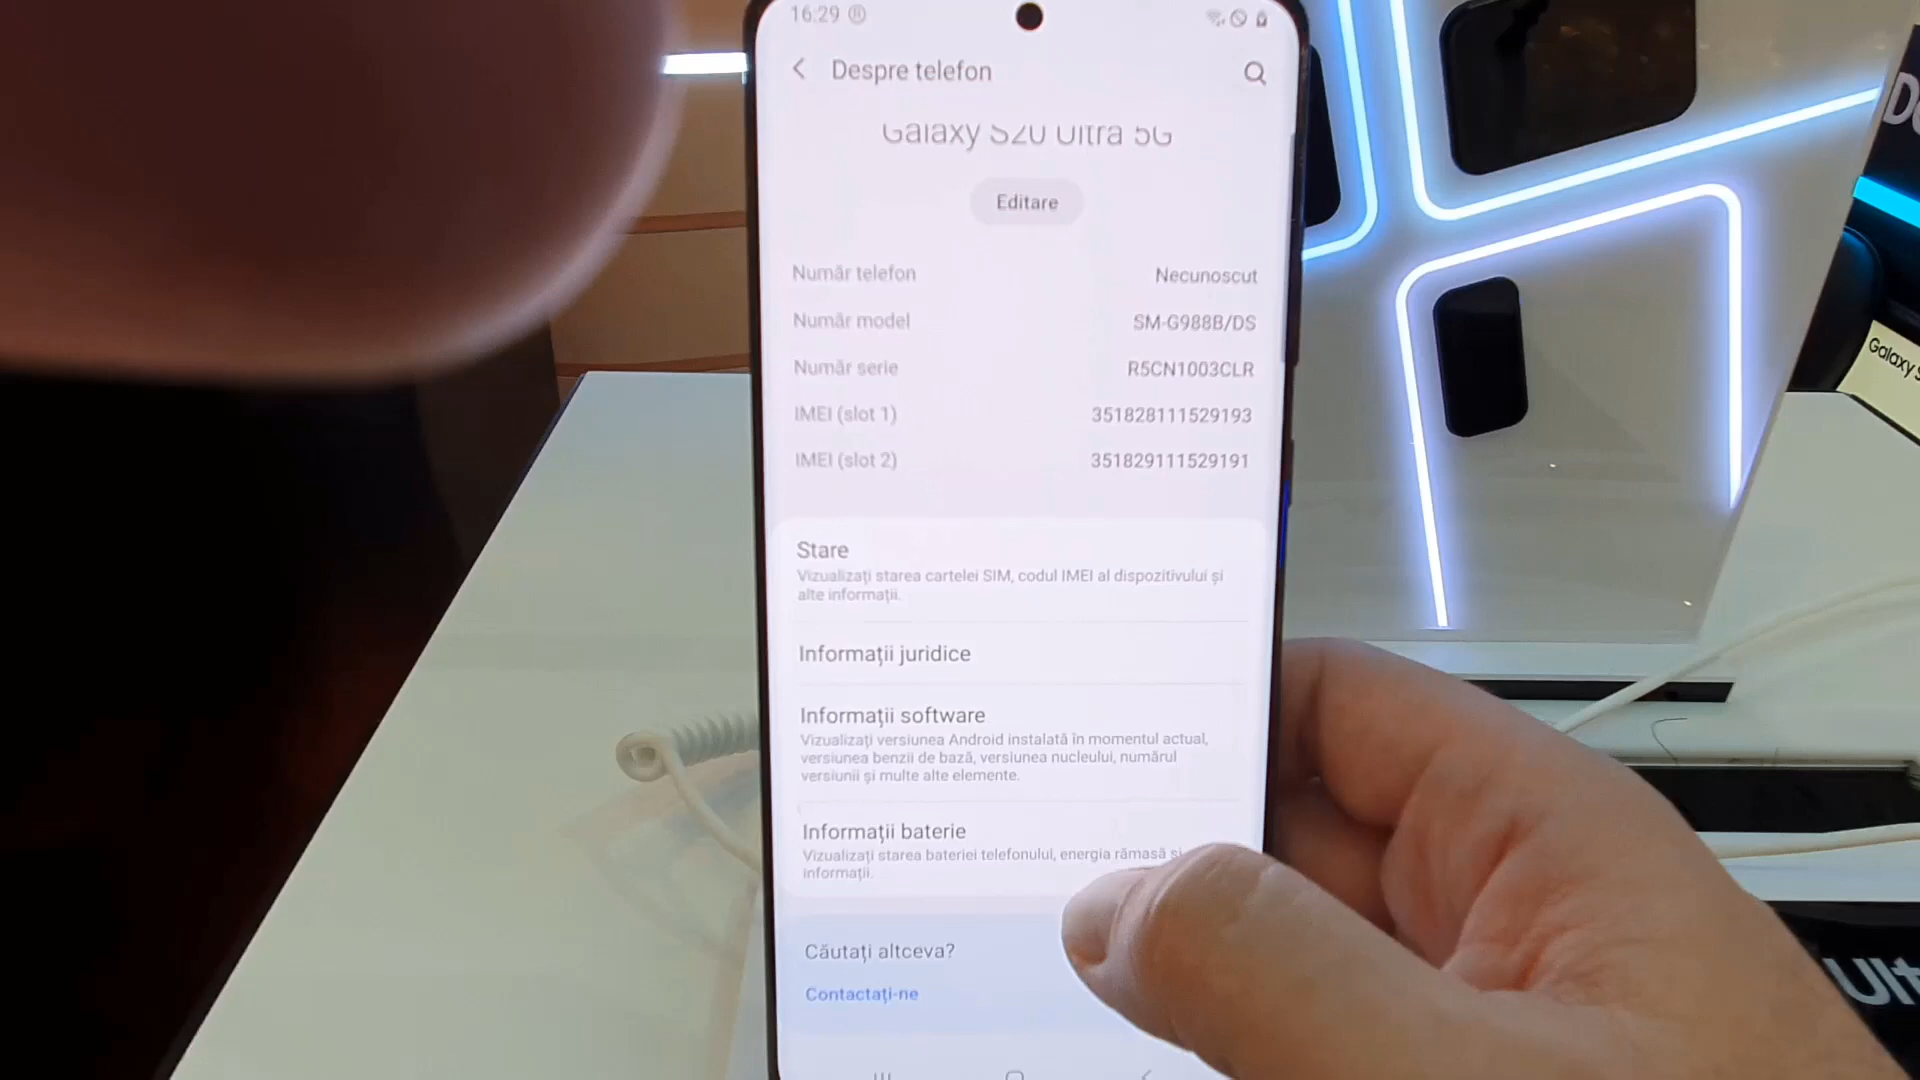 16:29
Despre telefon
Galaxy S20 Ultra 5G
Editare
Număr telefon Necunoscut
Număr model SM-G988B/DS
Număr serie R5CN1003CLR
IMEI (slot 1) 351828111529193
IMEI (slot 2) 351829111529191
Stare
Vizualizați starea cartelei SIM, codul IMEI al dispozitivului și
alte informații.
Informații juridice
Informații software
Vizualizați versiunea Android instalată în momentul actual,
versiunea benzii de bază, versiunea nucleului, numărul
versiunii și multe alte elemente.
Informații baterie
Vizualizați starea bateriei telefonului, energia rămasă și
informații.
Căutați altceva?
Contactați-ne
Galaxy S
Ult